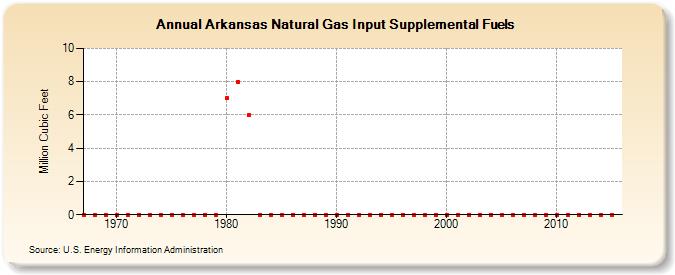 Annual Arkansas Natural Gas Input Supplemental Fuels
Million Cubic Feet
10
8
6
4
2
0
1970 1980 1990 2000 2010
Source: U.S. Energy Information Administration